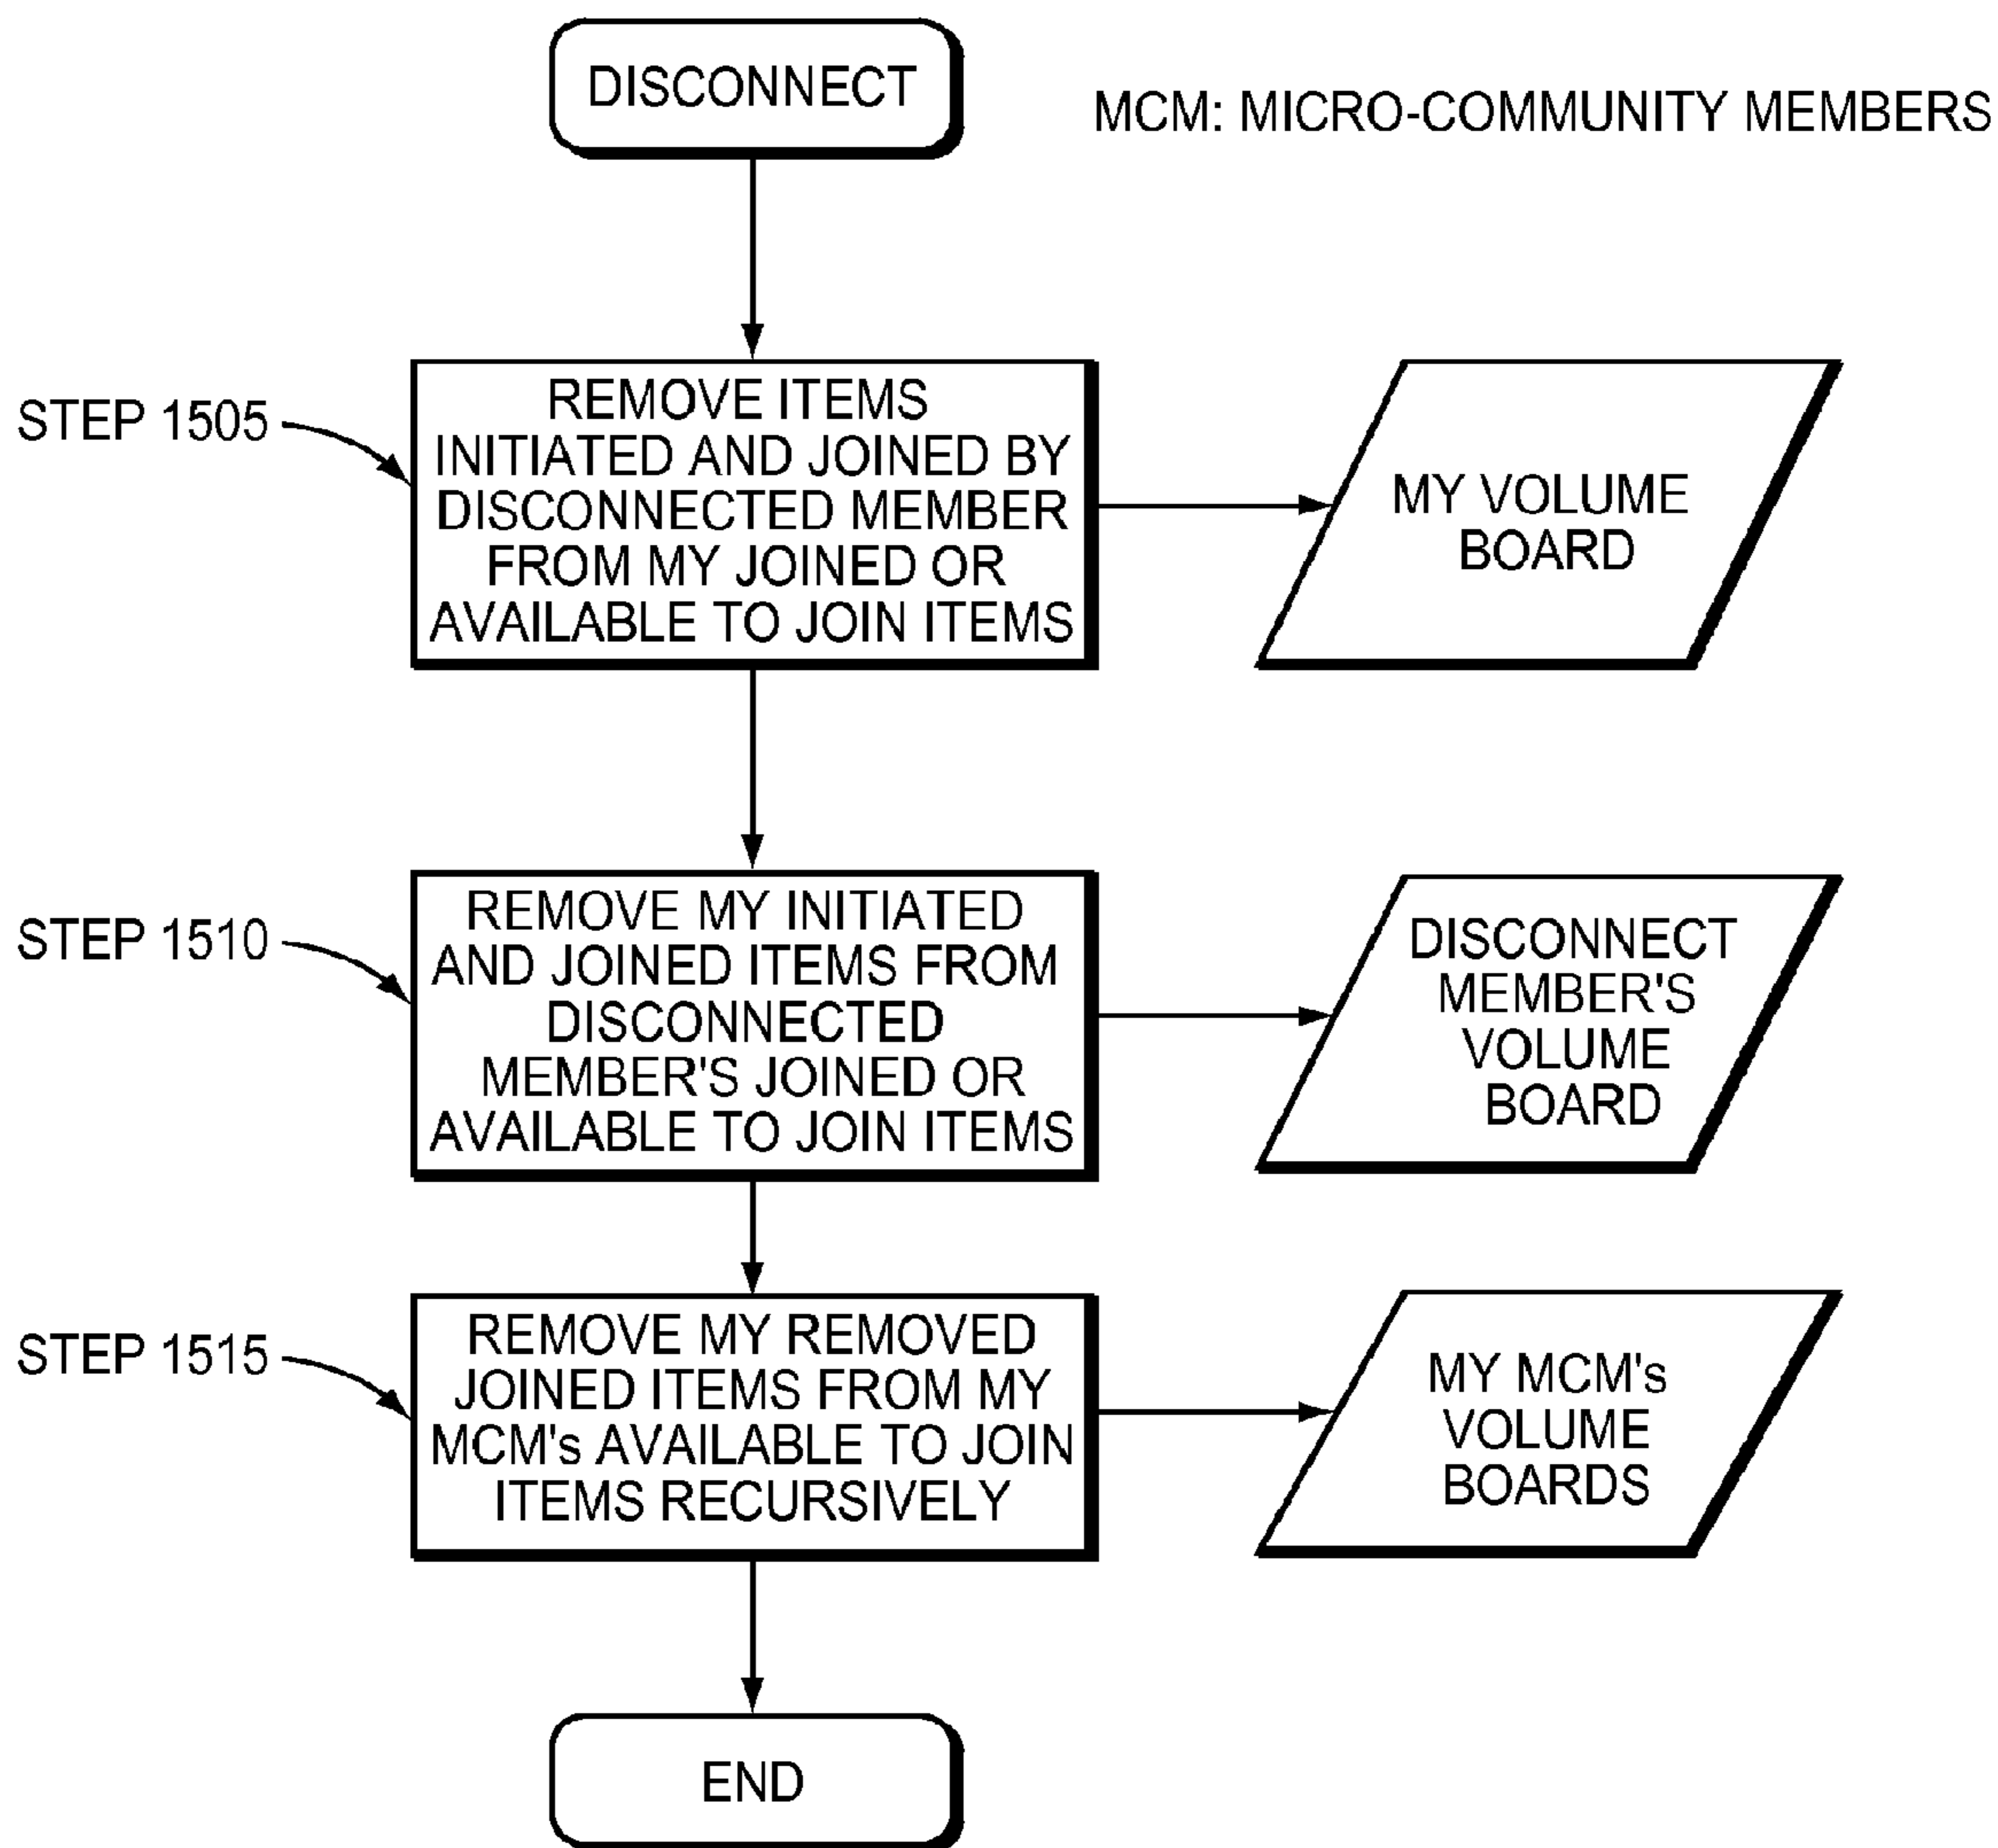 DISCONNECT
MCM: MICRO-COMMUNITY MEMBERS
STEP 1505
REMOVE ITEMS
INITIATED AND JOINED BY
DISCONNECTED MEMBER
FROM MY JOINED OR
AVAILABLE TO JOIN ITEMS
MY VOLUME
BOARD
STEP 1510
REMOVE MY INITIATED
AND JOINED ITEMS FROM
DISCONNECTED
MEMBER'S JOINED OR
AVAILABLE TO JOIN ITEMS
DISCONNECT
MEMBER'S
VOLUME
BOARD
STEP 1515
REMOVE MY REMOVED
JOINED ITEMS FROM MY
MCM's AVAILABLE TO JOIN
ITEMS RECURSIVELY
MY MCM's
VOLUME
BOARDS
END